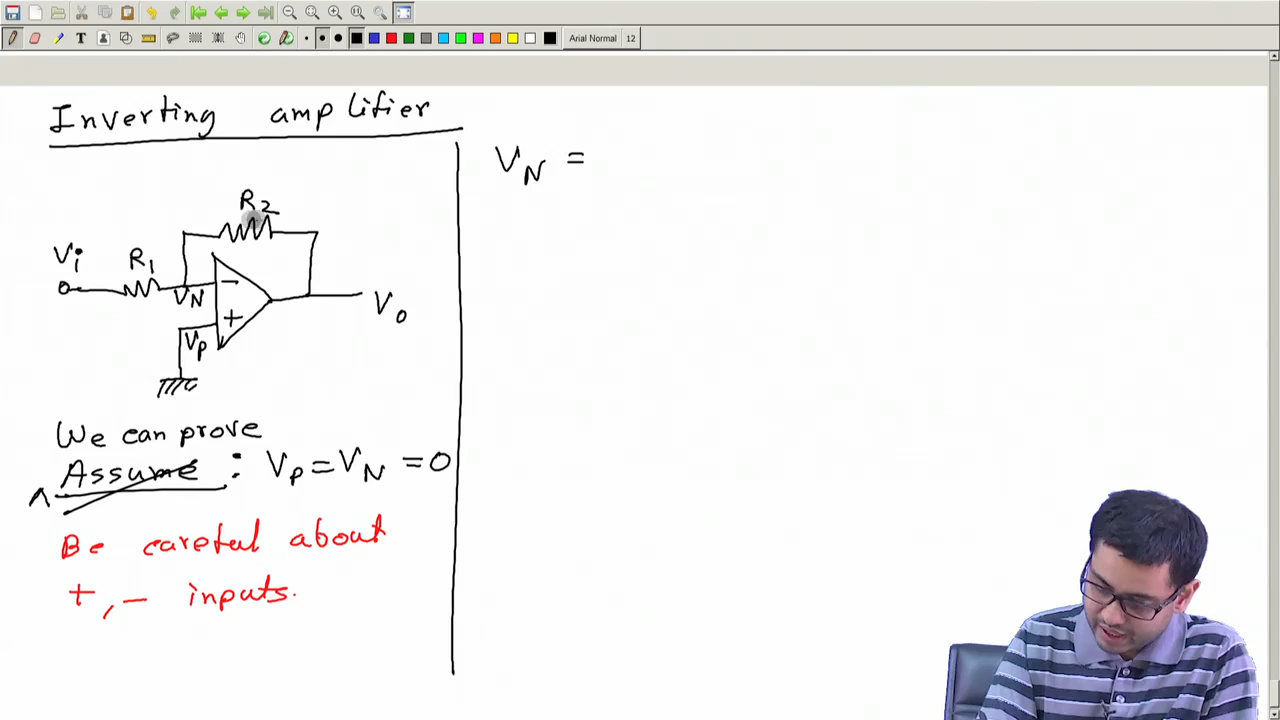 Arial Normal 12
Inverting amplifier
V_N =
R_2
V_i
R_1
V_N
-
+
V_P
V_o
We can prove
^ Assume : V_P = V_N = 0
Be careful about
+, - inputs.